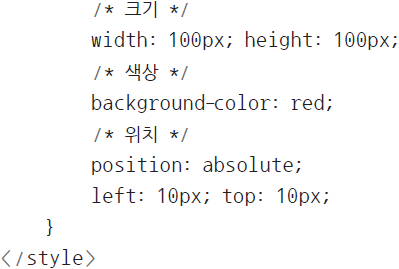 /* 크기 */
width: 100px; height: 100px;
/* 색상 */
background-color: red;
/* 위치 */
position: absolute;
left: 10px; top: 10px;
}
</style>